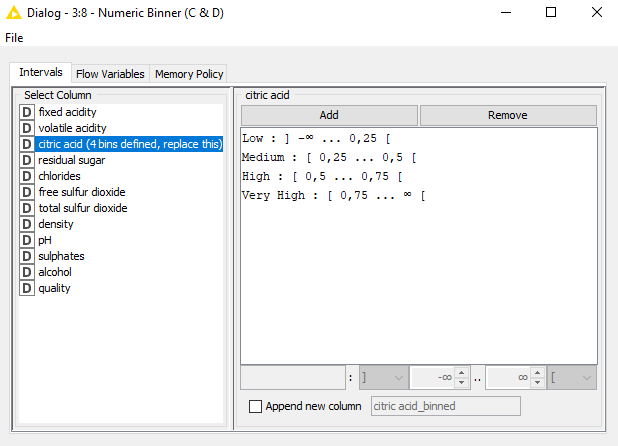 Dialog - 3:8 - Numeric Binner (C & D)
File
Intervals Flow Variables Memory Policy
Select Column
D fixed acidity
D volatile acidity
D citric acid (4 bins defined, replace this)
D residual sugar
D chlorides
D free sulfur dioxide
D total sulfur dioxide
D density
D pH
D sulphates
D alcohol
D quality
citric acid
Add Remove
Low : ] -∞ ... 0,25 [
Medium : [ 0,25 ... 0,5 [
High : [ 0,5 ... 0,75 [
Very High : [ 0,75 ... ∞ [
: ] -∞ .. ∞ [
Append new column citric acid_binned